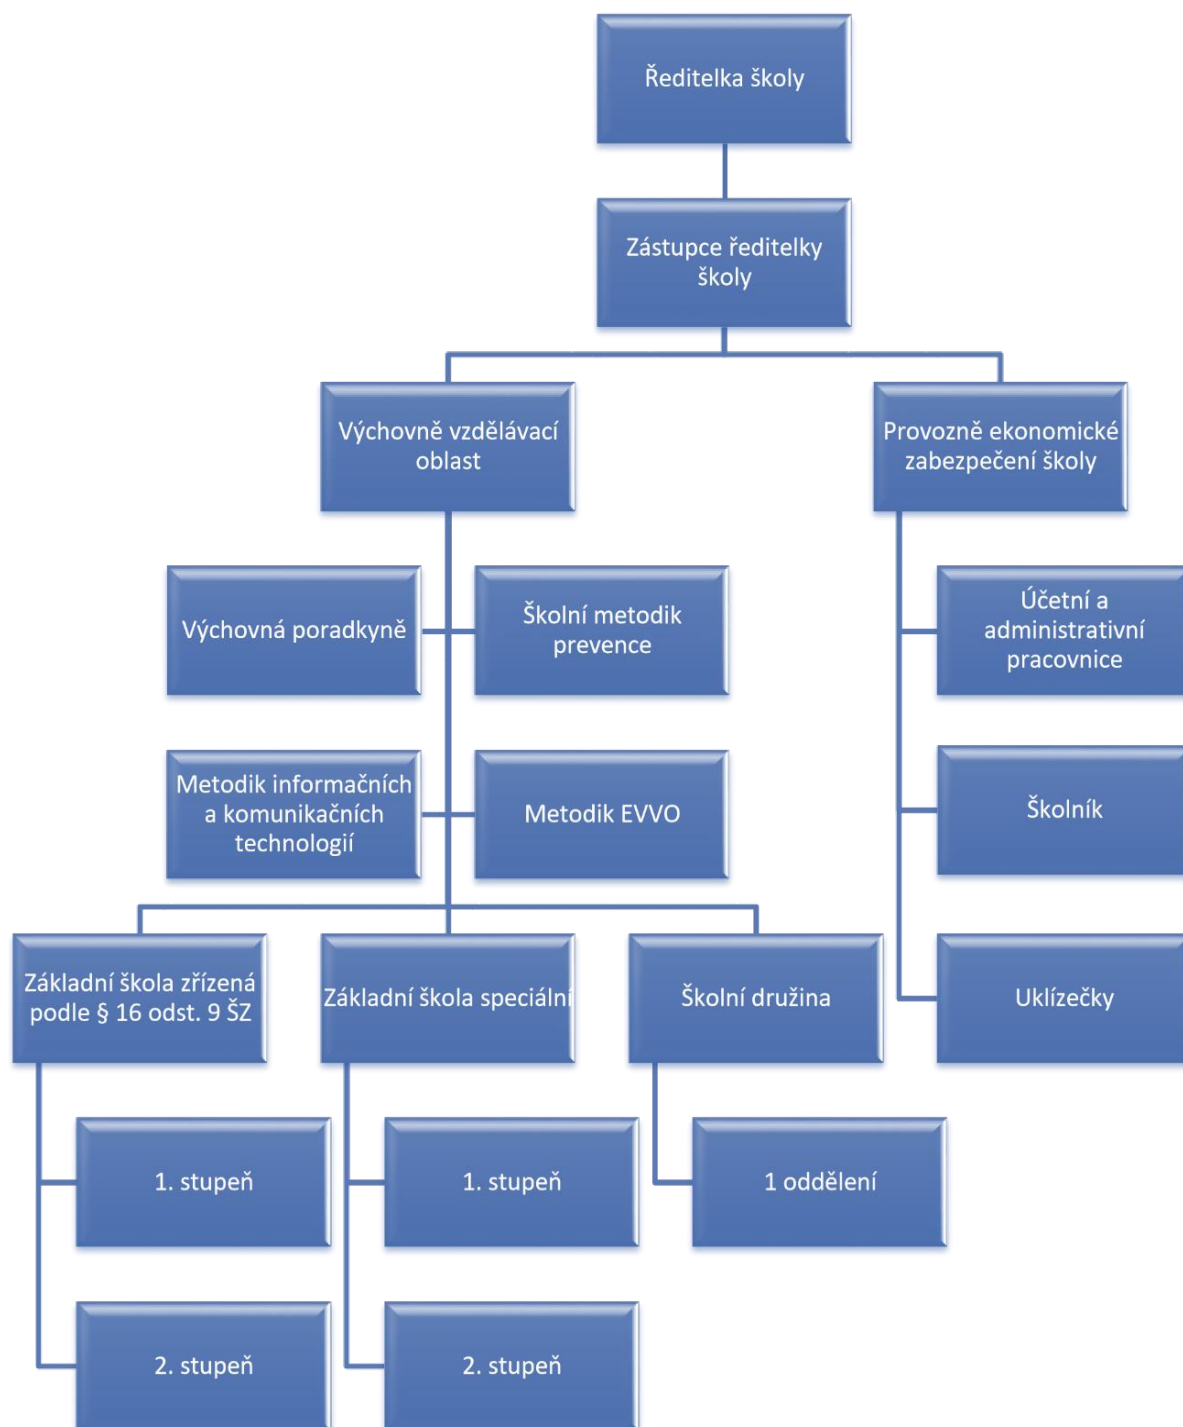 Ředitelka školy
Zástupce ředitelky
školy
Výchovně vzdělávací
oblast
Provozně ekonomické
zabezpečení školy
Výchovná poradkyně
Školní metodik
prevence
Účetní a
administrativní
pracovnice
Metodik informačních
a komunikačních
technologií
Metodik EVVO
Školník
Základní škola zřízená
podle § 16 odst. 9 ŠZ
Základní škola speciální
Školní družina
Uklízečky
1. stupeň
1. stupeň
1 oddělení
2. stupeň
2. stupeň